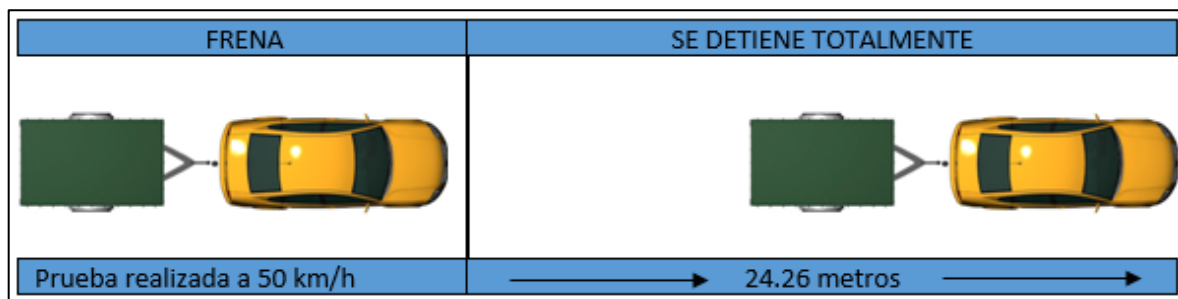 FRENA
SE DETIENE TOTALMENTE
Prueba realizada a 50 km/h
24.26 metros